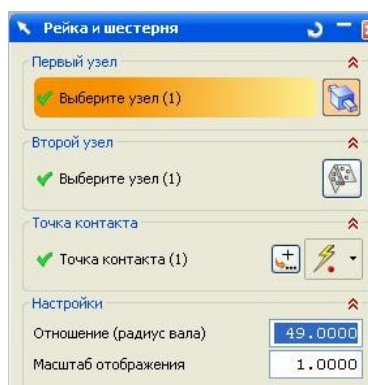 Рейка и шестерня
Первый узел
Выберите узел (1)
Второй узел
Выберите узел (1)
Точка контакта
Точка контакта (1)
Настройки
Отношение (радиус вала) 49.0000
Масштаб отображения 1.0000